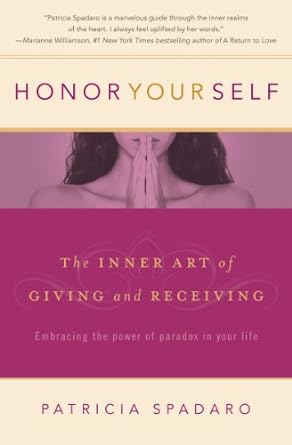 "Patricia Spadaro is a marvelous guide through the inner realms
of the heart. I always feel uplifted by her words."
—Marianne Williamson, #1 New York Times bestselling author of A Return to Love
HONOR YOURSELF
The INNER ART of
GIVING and RECEIVING
Embracing the power of paradox in your life
PATRICIA SPADARO